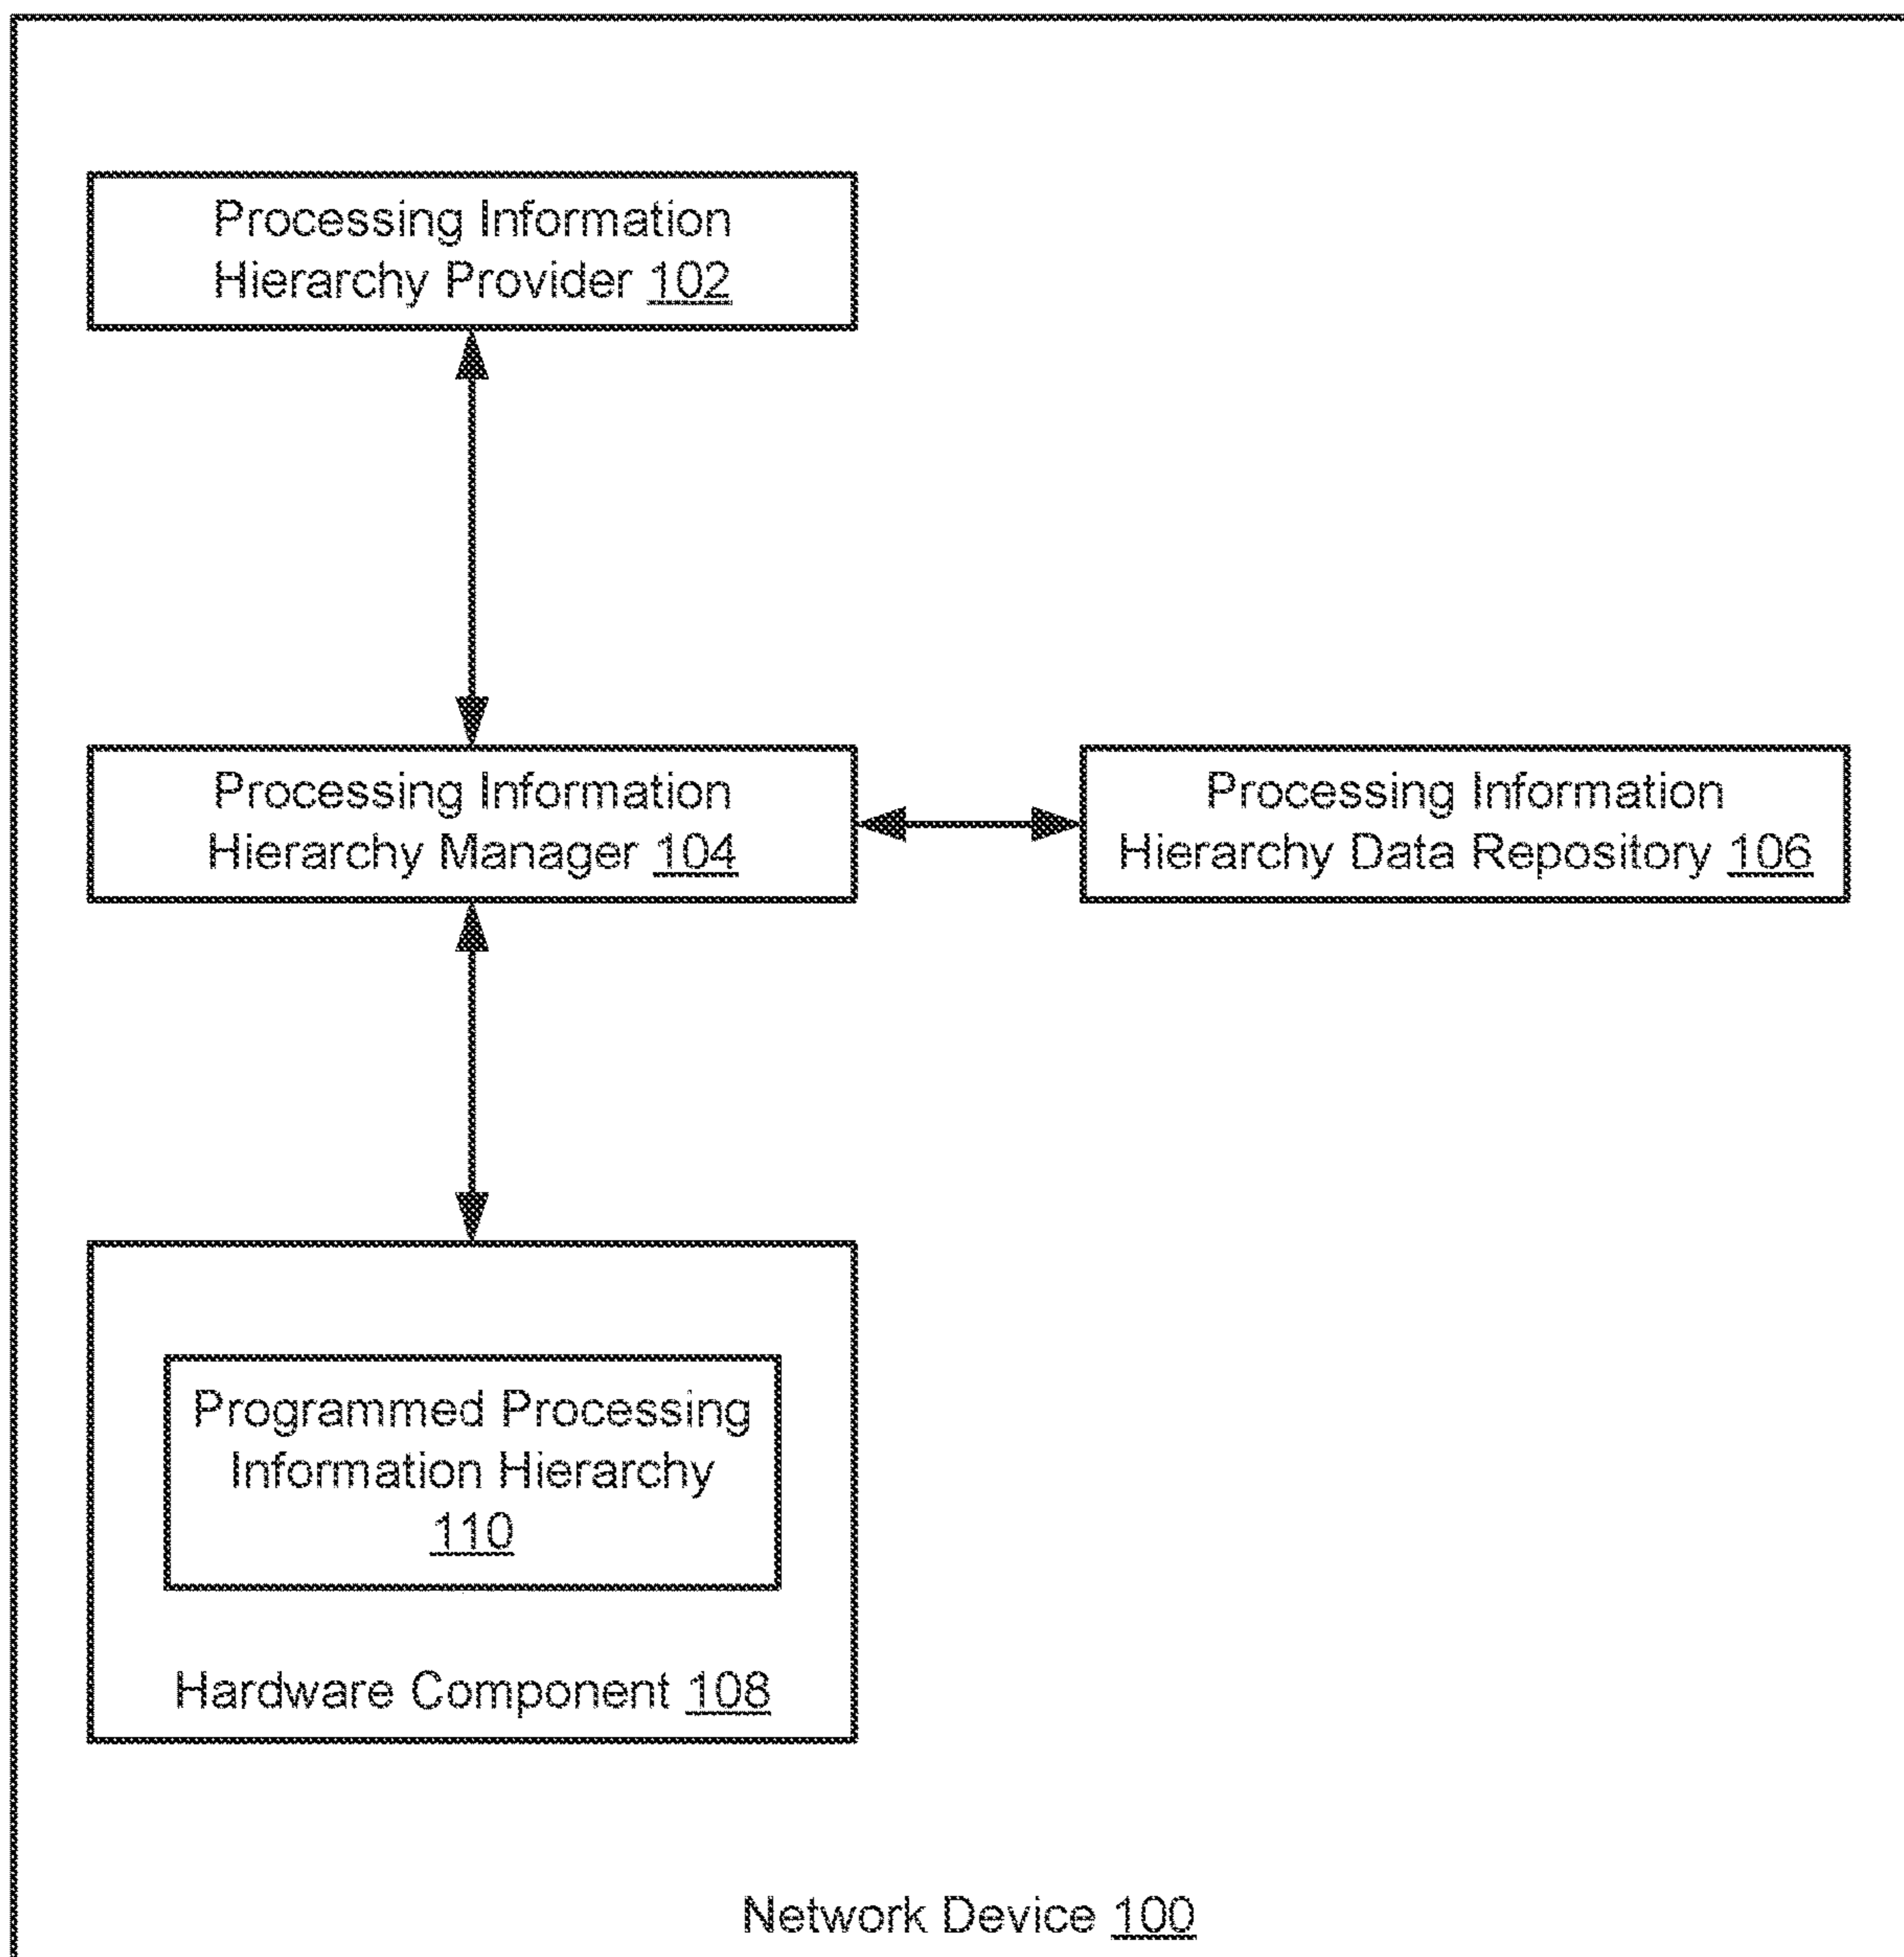 Processing Information
Hierarchy Provider 102
Processing Information
Hierarchy Manager 104
Processing Information
Hierarchy Data Repository 106
Programmed Processing
Information Hierarchy
110
Hardware Component 108
Network Device 100